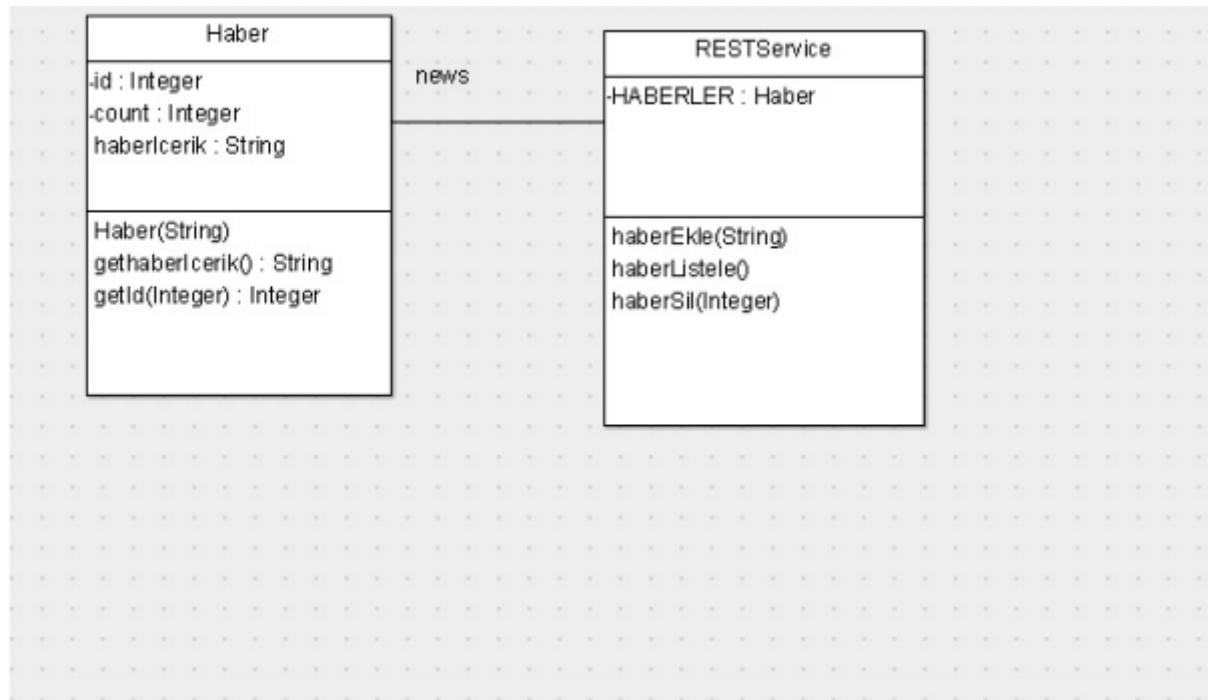 Haber
-id : Integer
-count : Integer
haberIcerik : String
Haber(String)
gethaberIcerik() : String
getId(Integer) : Integer
news
RESTService
-HABERLER : Haber
haberEkle(String)
haberListele()
haberSil(Integer)